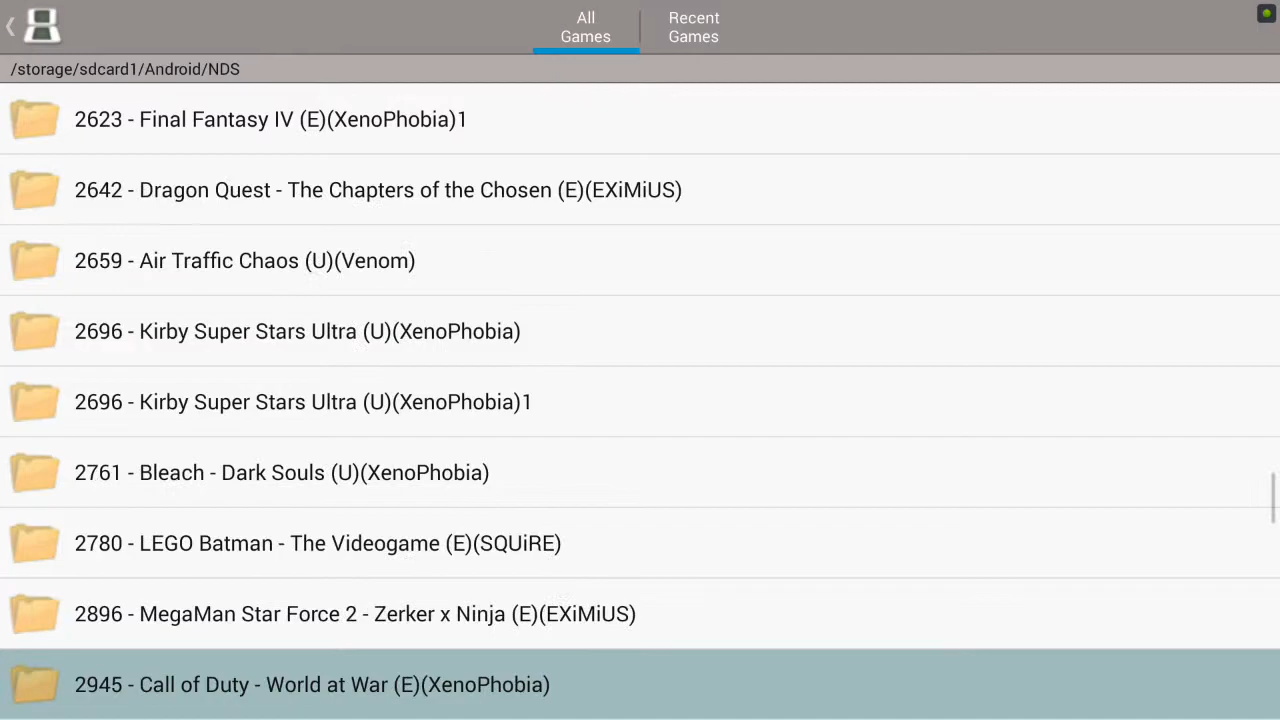 All
Games
Recent
Games
/storage/sdcard1/Android/NDS
2623 - Final Fantasy IV (E)(XenoPhobia)1
2642 - Dragon Quest - The Chapters of the Chosen (E)(EXiMiUS)
2659 - Air Traffic Chaos (U)(Venom)
2696 - Kirby Super Stars Ultra (U)(XenoPhobia)
2696 - Kirby Super Stars Ultra (U)(XenoPhobia)1
2761 - Bleach - Dark Souls (U)(XenoPhobia)
2780 - LEGO Batman - The Videogame (E)(SQUiRE)
2896 - MegaMan Star Force 2 - Zerker x Ninja (E)(EXiMiUS)
2945 - Call of Duty - World at War (E)(XenoPhobia)